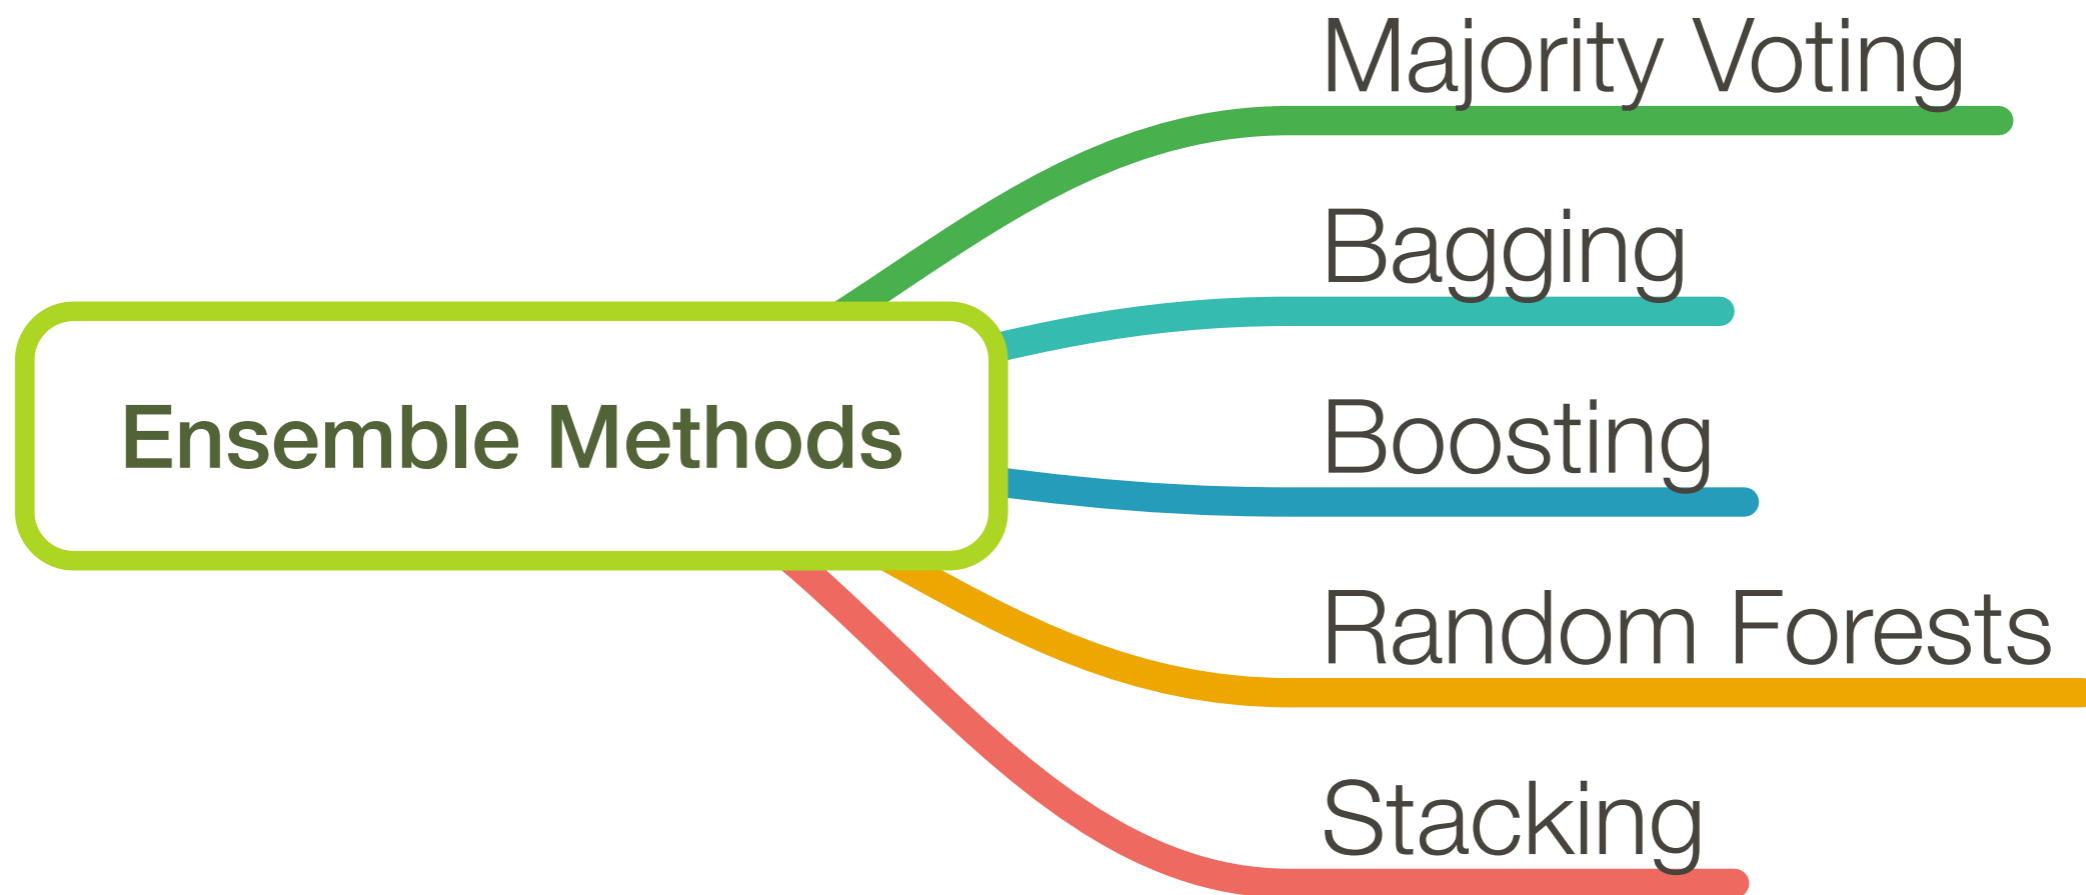 Majority Voting
Bagging
Ensemble Methods
Boosting
Random Forests
Stacking